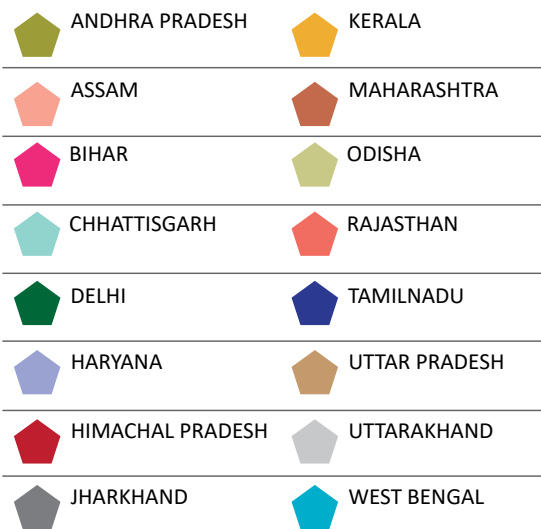 ANDHRA PRADESH
KERALA
ASSAM
MAHARASHTRA
BIHAR
ODISHA
CHHATTISGARH
RAJASTHAN
DELHI
TAMILNADU
HARYANA
UTTAR PRADESH
HIMACHAL PRADESH
UTTARAKHAND
JHARKHAND
WEST BENGAL